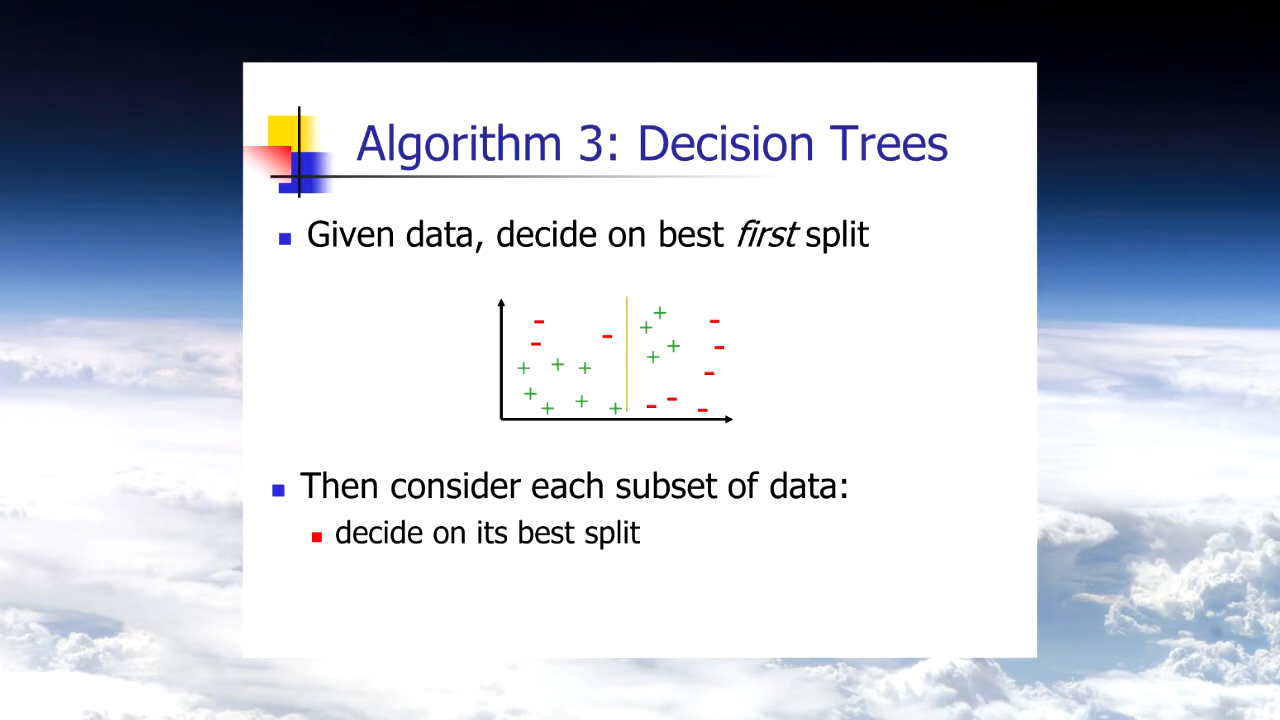 Algorithm 3: Decision Trees
Given data, decide on best first split
Then consider each subset of data:
decide on its best split